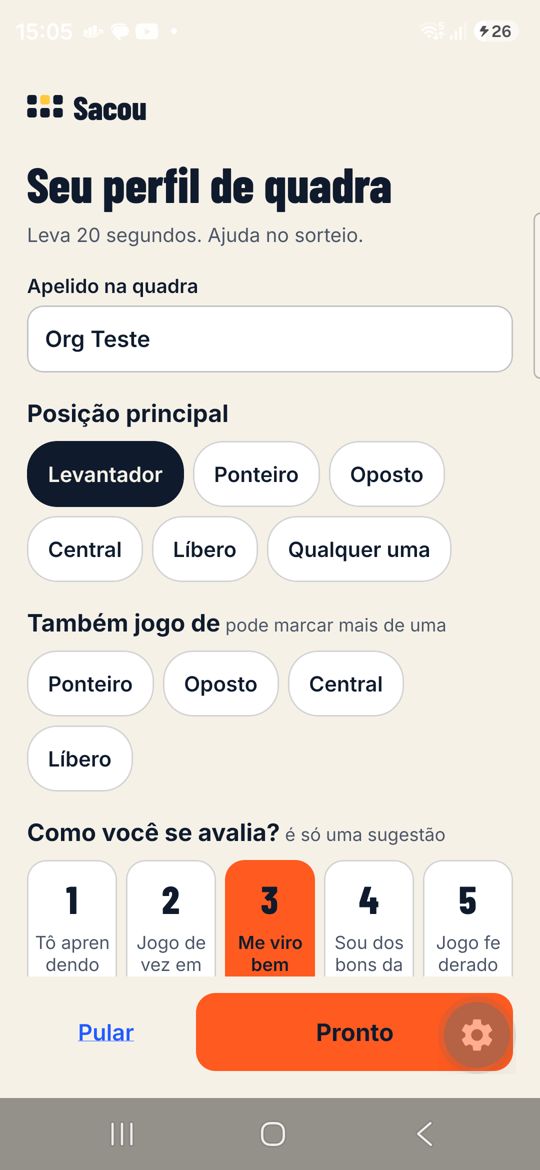 15:05
26
Sacou
Seu perfil de quadra
Leva 20 segundos. Ajuda no sorteio.
Apelido na quadra
Org Teste
Posição principal
Levantador Ponteiro Oposto
Central Líbero Qualquer uma
Também jogo de pode marcar mais de uma
Ponteiro Oposto Central
Líbero
Como você se avalia? é só uma sugestão
1 2 3 4 5
Tô apren Jogo de Me viro Sou dos Jogo fe
dendo vez em bem bons da derado
Pular Pronto